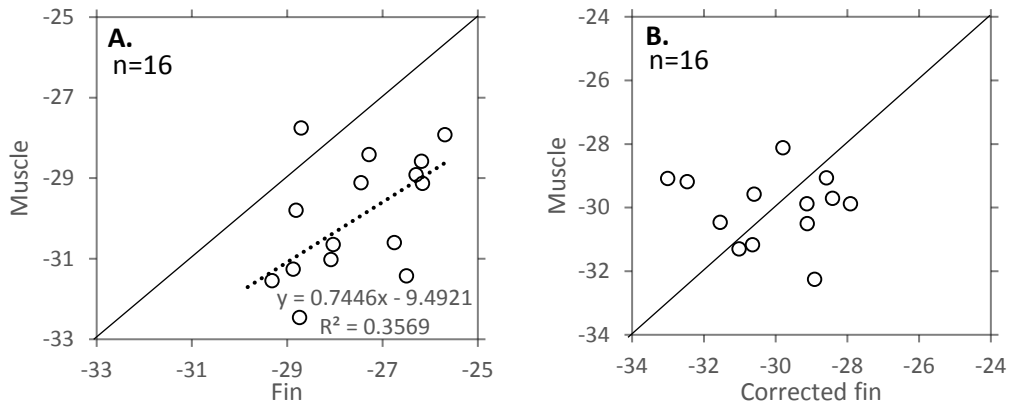 A.
n=16
-25
-27
-29
-31
-33
Muscle
y = 0.7446x - 9.4921
R² = 0.3569
-33 -31 -29 -27 -25
Fin
B.
n=16
-24
-26
-28
-30
-32
-34
Muscle
-34 -32 -30 -28 -26 -24
Corrected fin